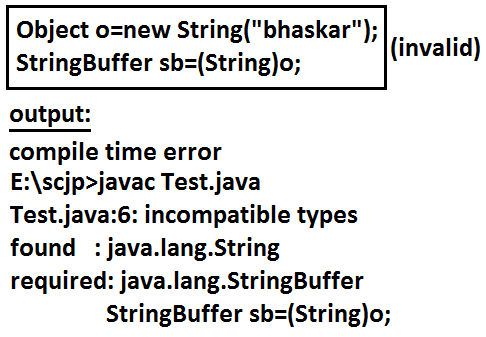 Object o=new String("bhaskar");
StringBuffer sb=(String)o;
(invalid)
output:
compile time error
E:\scjp>javac Test.java
Test.java:6: incompatible types
found   : java.lang.String
required: java.lang.StringBuffer
StringBuffer sb=(String)o;